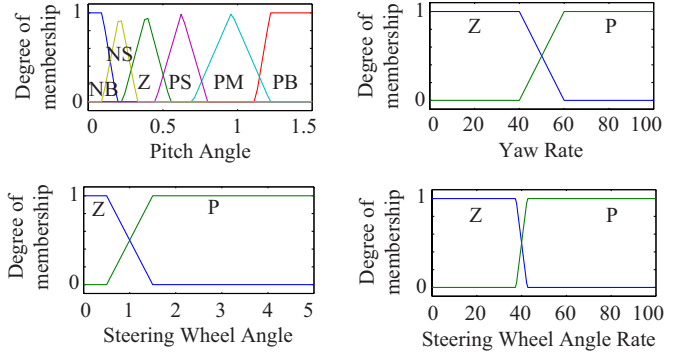 Degree of
membership
1
0
NB
NS
Z
PS
PM
PB
0
0.5
1
1.5
Pitch Angle
Degree of
membership
1
0
Z
P
0
20
40
60
80
100
Yaw Rate
Degree of
membership
1
0
Z
P
0
1
2
3
4
5
Steering Wheel Angle
Degree of
membership
1
0
Z
P
0
20
40
60
80
100
Steering Wheel Angle Rate